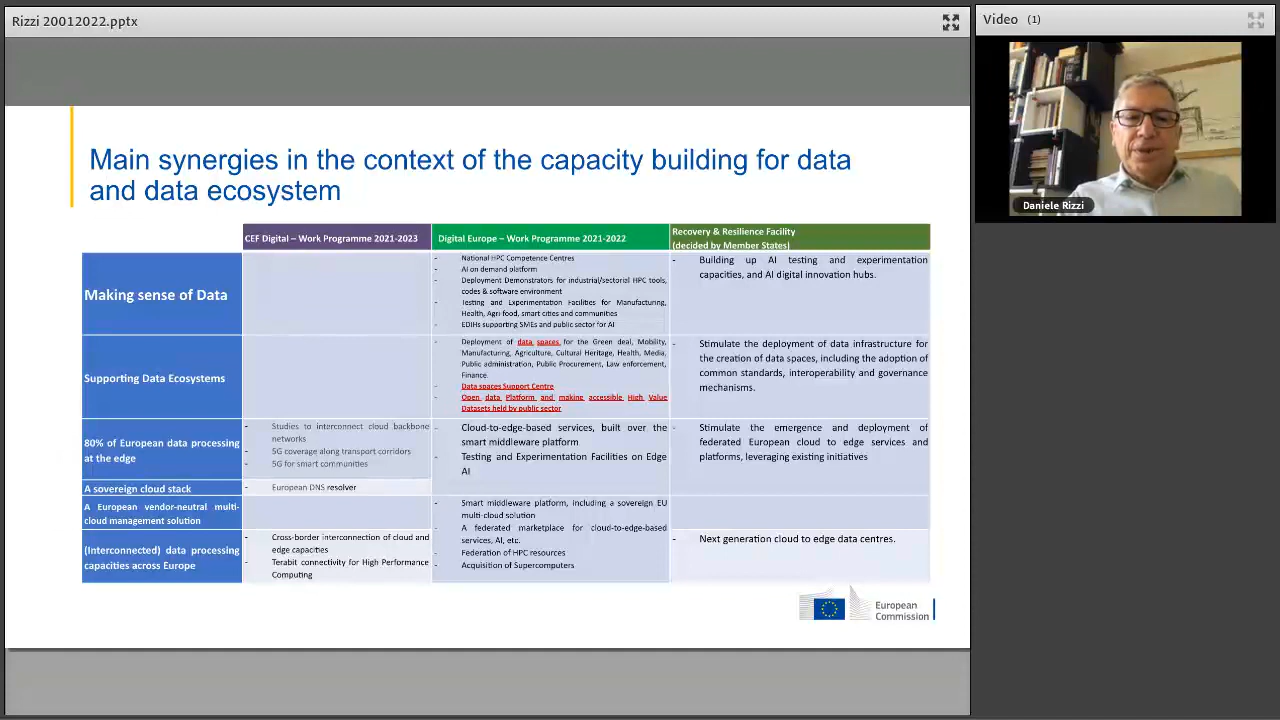 Rizzi 20012022.pptx
Video (1)
Daniele Rizzi
Main synergies in the context of the capacity building for data
and data ecosystem
CEF Digital – Work Programme 2021-2023
Digital Europe – Work Programme 2021-2022
Recovery & Resilience Facility
(decided by Member States)
Making sense of Data
- National HPC Competence Centres
- AI on demand platform
- Deployment Demonstrators for industrial/sectorial HPC tools,
codes & software environment
- Testing and Experimentation Facilities for Manufacturing,
Health, Agri-food, smart cities and communities
- EDIHs supporting SMEs and public sector for AI
- Building up AI testing and experimentation
capacities, and AI digital innovation hubs.
Supporting Data Ecosystems
- Deployment of data spaces for the Green deal, Mobility,
Manufacturing, Agriculture, Cultural Heritage, Health, Media,
Public administration, Public Procurement, Law enforcement,
Finance.
- Data spaces Support Centre
- Open data Platform and making accessible High Value
Datasets held by public sector
- Stimulate the deployment of data infrastructure for
the creation of data spaces, including the adoption of
common standards, interoperability and governance
mechanisms.
80% of European data processing
at the edge
- Studies to interconnect cloud backbone
networks
- 5G coverage along transport corridors
- 5G for smart communities
- Cloud-to-edge-based services, built over the
smart middleware platform
- Testing and Experimentation Facilities on Edge
AI
- Stimulate the emergence and deployment of
federated European cloud to edge services and
platforms, leveraging existing initiatives
A sovereign cloud stack
- European DNS resolver
A European vendor-neutral multi-
cloud management solution
- Smart middleware platform, including a sovereign EU
multi-cloud solution
- A federated marketplace for cloud-to-edge-based
services, AI, etc.
- Federation of HPC resources
- Acquisition of Supercomputers
(Interconnected) data processing
capacities across Europe
- Cross-border interconnection of cloud and
edge capacities
- Terabit connectivity for High Performance
Computing
- Next generation cloud to edge data centres.
European
Commission